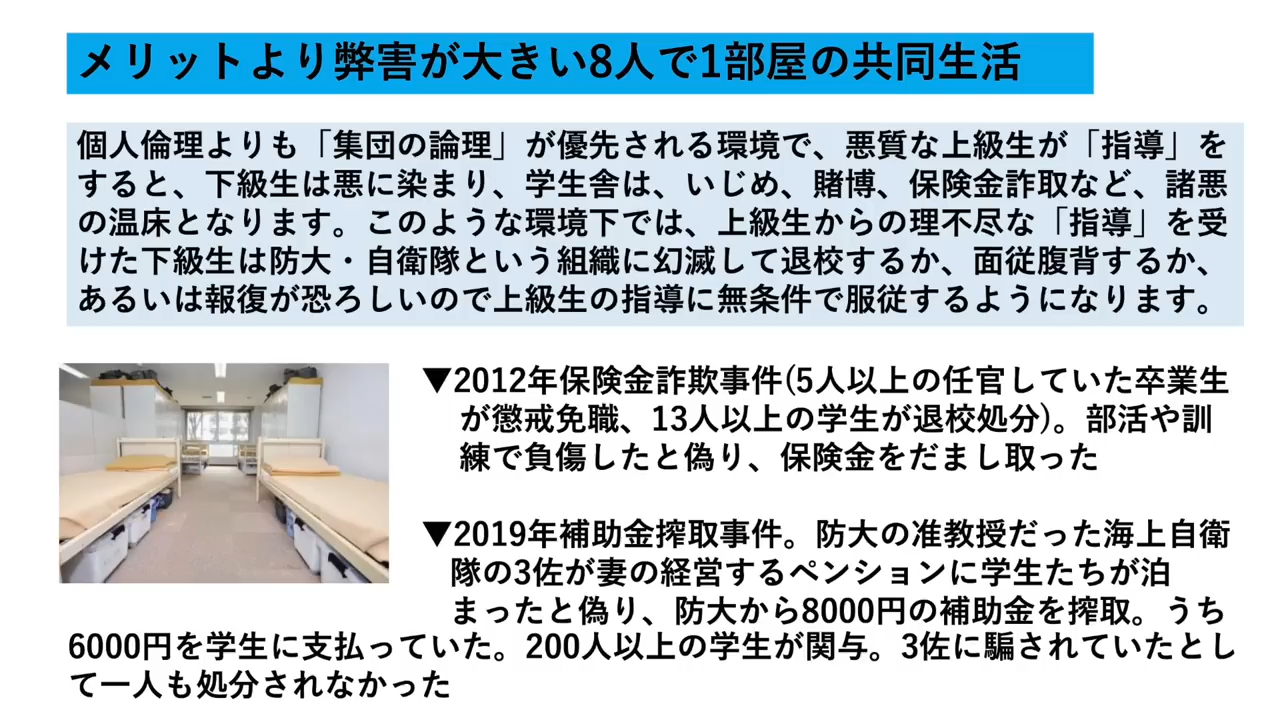 メリットより弊害が大きい8人で1部屋の共同生活
個人倫理よりも「集団の論理」が優先される環境で、悪質な上級生が「指導」を
すると、下級生は悪に染まり、学生舎は、いじめ、賭博、保険金詐取など、諸悪
の温床となります。このような環境下では、上級生からの理不尽な「指導」を受
けた下級生は防大・自衛隊という組織に幻滅して退校するか、面従腹背するか、
あるいは報復が恐ろしいので上級生の指導に無条件で服従するようになります。
▼2012年保険金詐欺事件(5人以上の任官していた卒業生
が懲戒免職、13人以上の学生が退校処分)。部活や訓
練で負傷したと偽り、保険金をだまし取った
▼2019年補助金搾取事件。防大の准教授だった海上自衛
隊の3佐が妻の経営するペンションに学生たちが泊
まったと偽り、防大から8000円の補助金を搾取。うち
6000円を学生に支払っていた。200人以上の学生が関与。3佐に騙されていたとし
て一人も処分されなかった